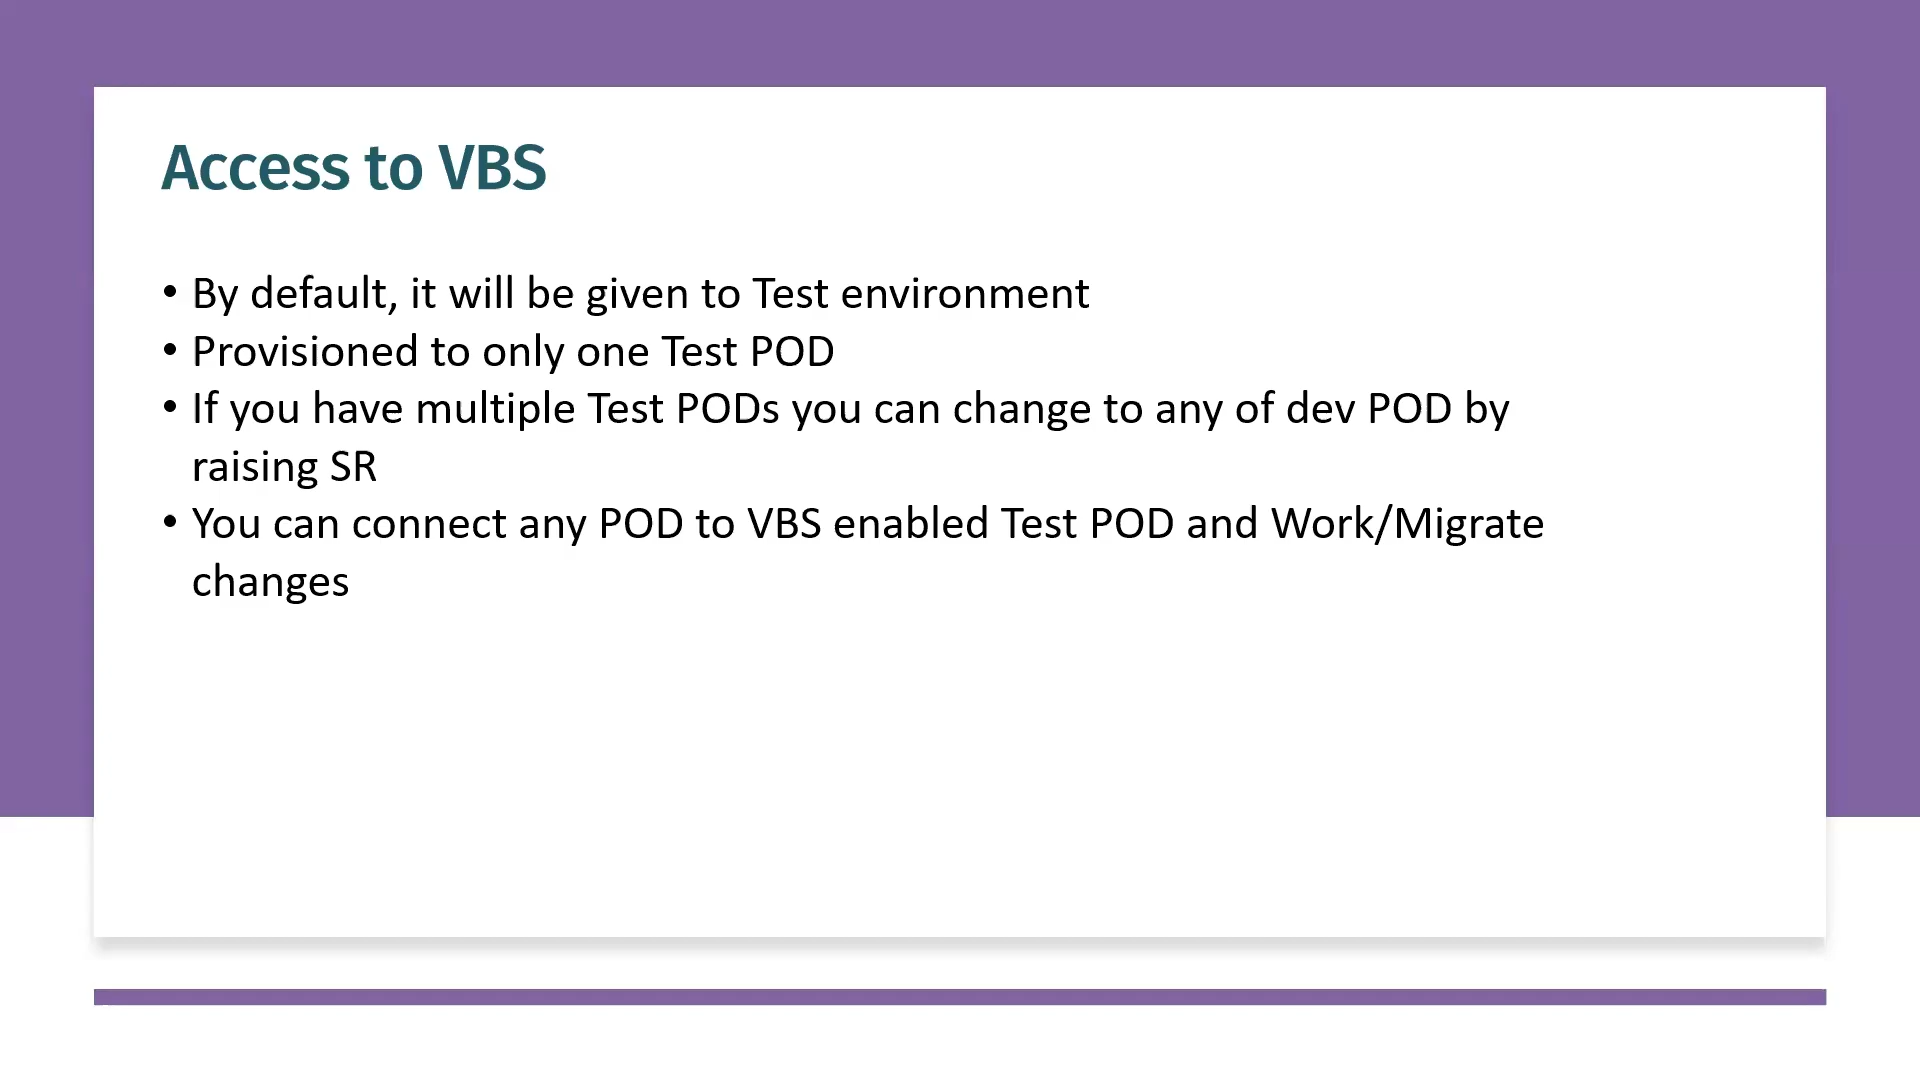 Access to VBS
• By default, it will be given to Test environment
• Provisioned to only one Test POD
• If you have multiple Test PODs you can change to any of dev POD by
raising SR
• You can connect any POD to VBS enabled Test POD and Work/Migrate
changes